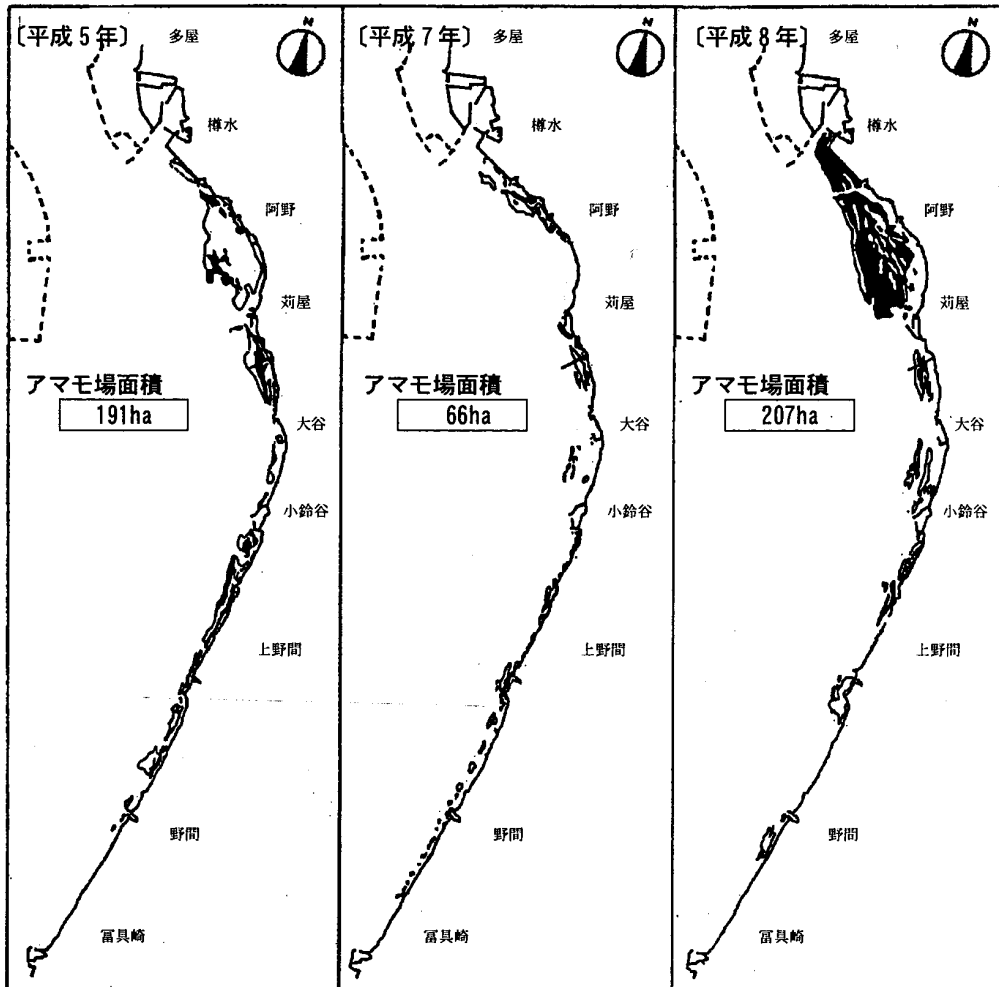 〔平成5年〕
N
多屋
樽水
阿野
苅屋
アマモ場面積
191ha
大谷
小鈴谷
上野間
野間
冨具崎
〔平成7年〕
N
多屋
樽水
阿野
苅屋
アマモ場面積
66ha
大谷
小鈴谷
上野間
野間
冨具崎
〔平成8年〕
N
多屋
樽水
阿野
苅屋
アマモ場面積
207ha
大谷
小鈴谷
上野間
野間
冨具崎